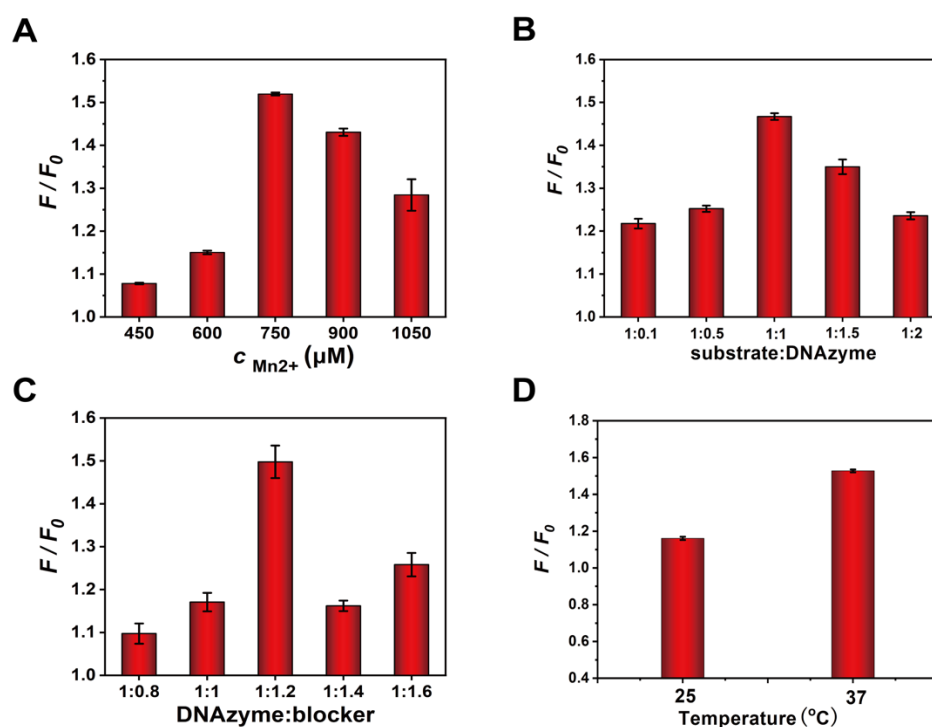 A
1.6
1.5
1.4
1.3
1.2
1.1
1.0
F / F0
450 600 750 900 1050
c Mn2+ (μM)
B
1.6
1.5
1.4
1.3
1.2
1.1
1.0
F / F0
1:0.1 1:0.5 1:1 1:1.5 1:2
substrate:DNAzyme
C
1.6
1.5
1.4
1.3
1.2
1.1
1.0
F / F0
1:0.8 1:1 1:1.2 1:1.4 1:1.6
DNAzyme:blocker
D
1.8
1.6
1.4
1.2
1.0
0.8
0.6
0.4
F / F0
25 37
Temperature (ºC)